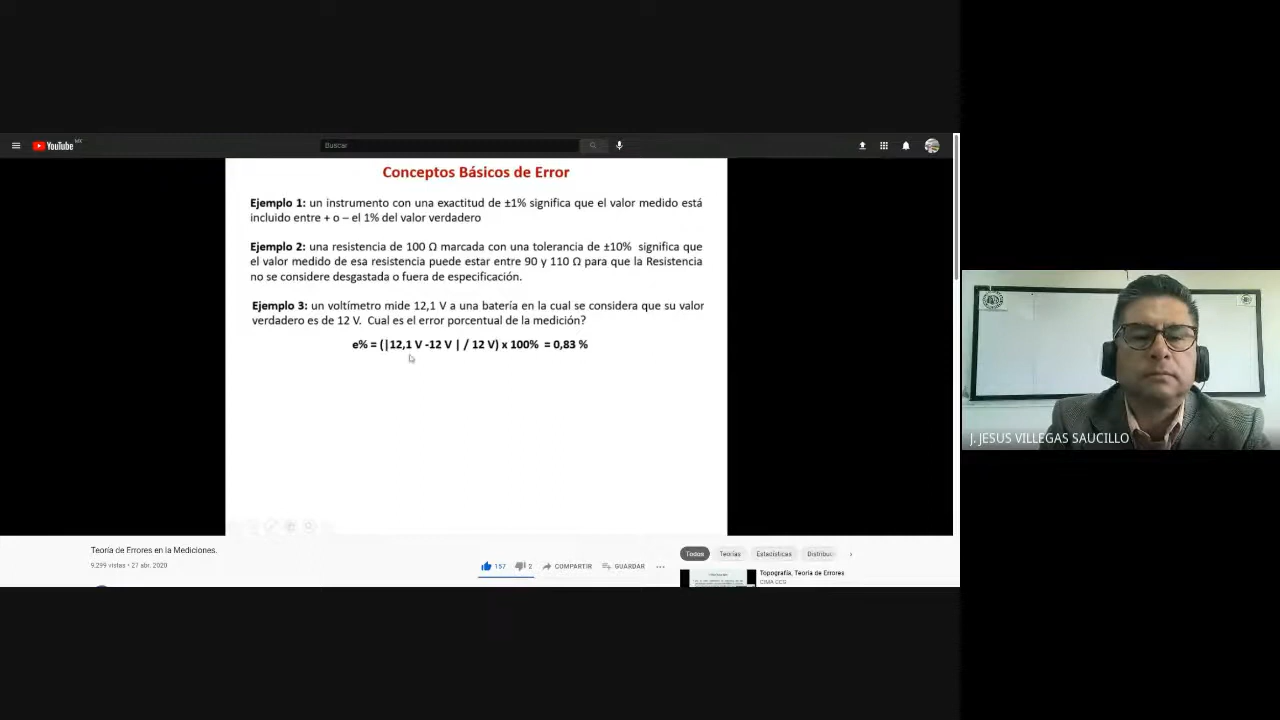 YouTube MX
Buscar
Conceptos Básicos de Error
Ejemplo 1: un instrumento con una exactitud de ±1% significa que el valor medido está
incluido entre + o – el 1% del valor verdadero
Ejemplo 2: una resistencia de 100 Ω marcada con una tolerancia de ±10% significa que
el valor medido de esa resistencia puede estar entre 90 y 110 Ω para que la Resistencia
no se considere desgastada o fuera de especificación.
Ejemplo 3: un voltímetro mide 12,1 V a una batería en la cual se considera que su valor
verdadero es de 12 V. Cual es el error porcentual de la medición?
e% = (|12,1 V -12 V | / 12 V) x 100% = 0,83 %
J. JESUS VILLEGAS SAUCILLO
Teoría de Errores en la Mediciones.
9,299 vistas • 27 abr. 2020
157
2
COMPARTIR
GUARDAR
Todos
Teorías
Estadísticas
Distribuc
Topografía, Teoría de Errores